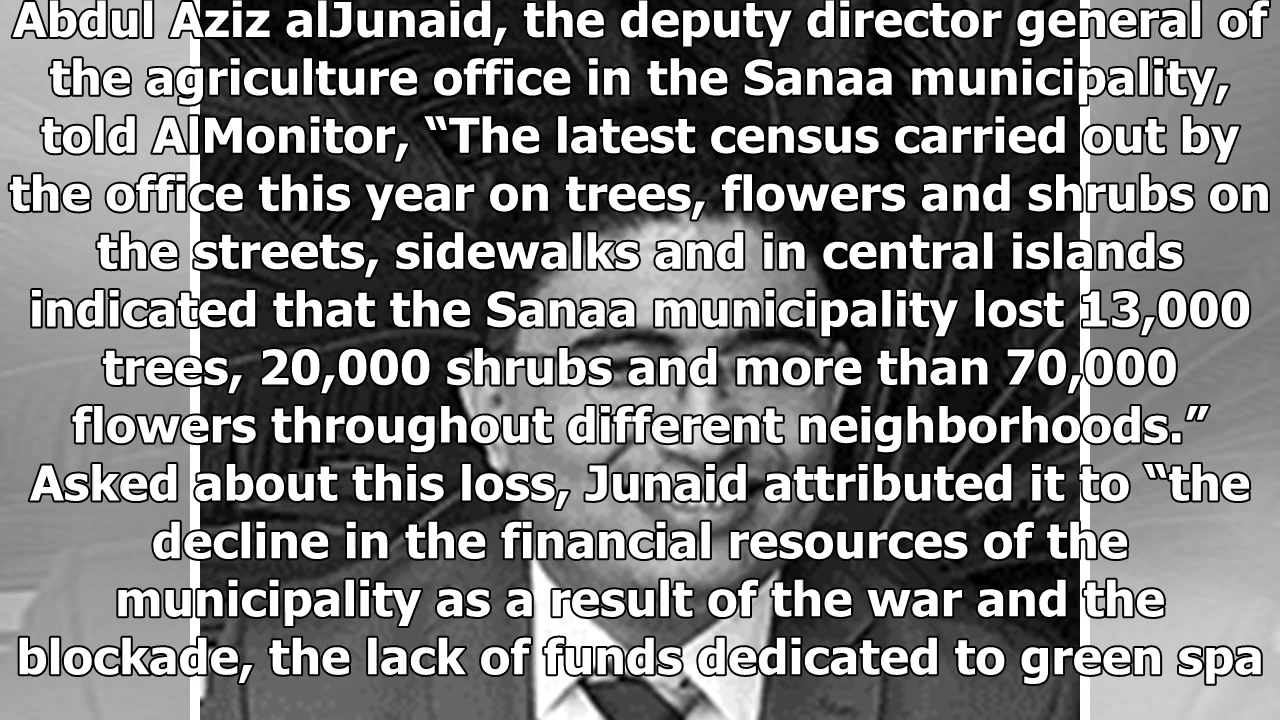 Abdul Aziz alJunaid, the deputy director general of
the agriculture office in the Sanaa municipality,
told AlMonitor, “The latest census carried out by
the office this year on trees, flowers and shrubs on
the streets, sidewalks and in central islands
indicated that the Sanaa municipality lost 13,000
trees, 20,000 shrubs and more than 70,000
flowers throughout different neighborhoods.”
Asked about this loss, Junaid attributed it to “the
decline in the financial resources of the
municipality as a result of the war and the
blockade, the lack of funds dedicated to green spa